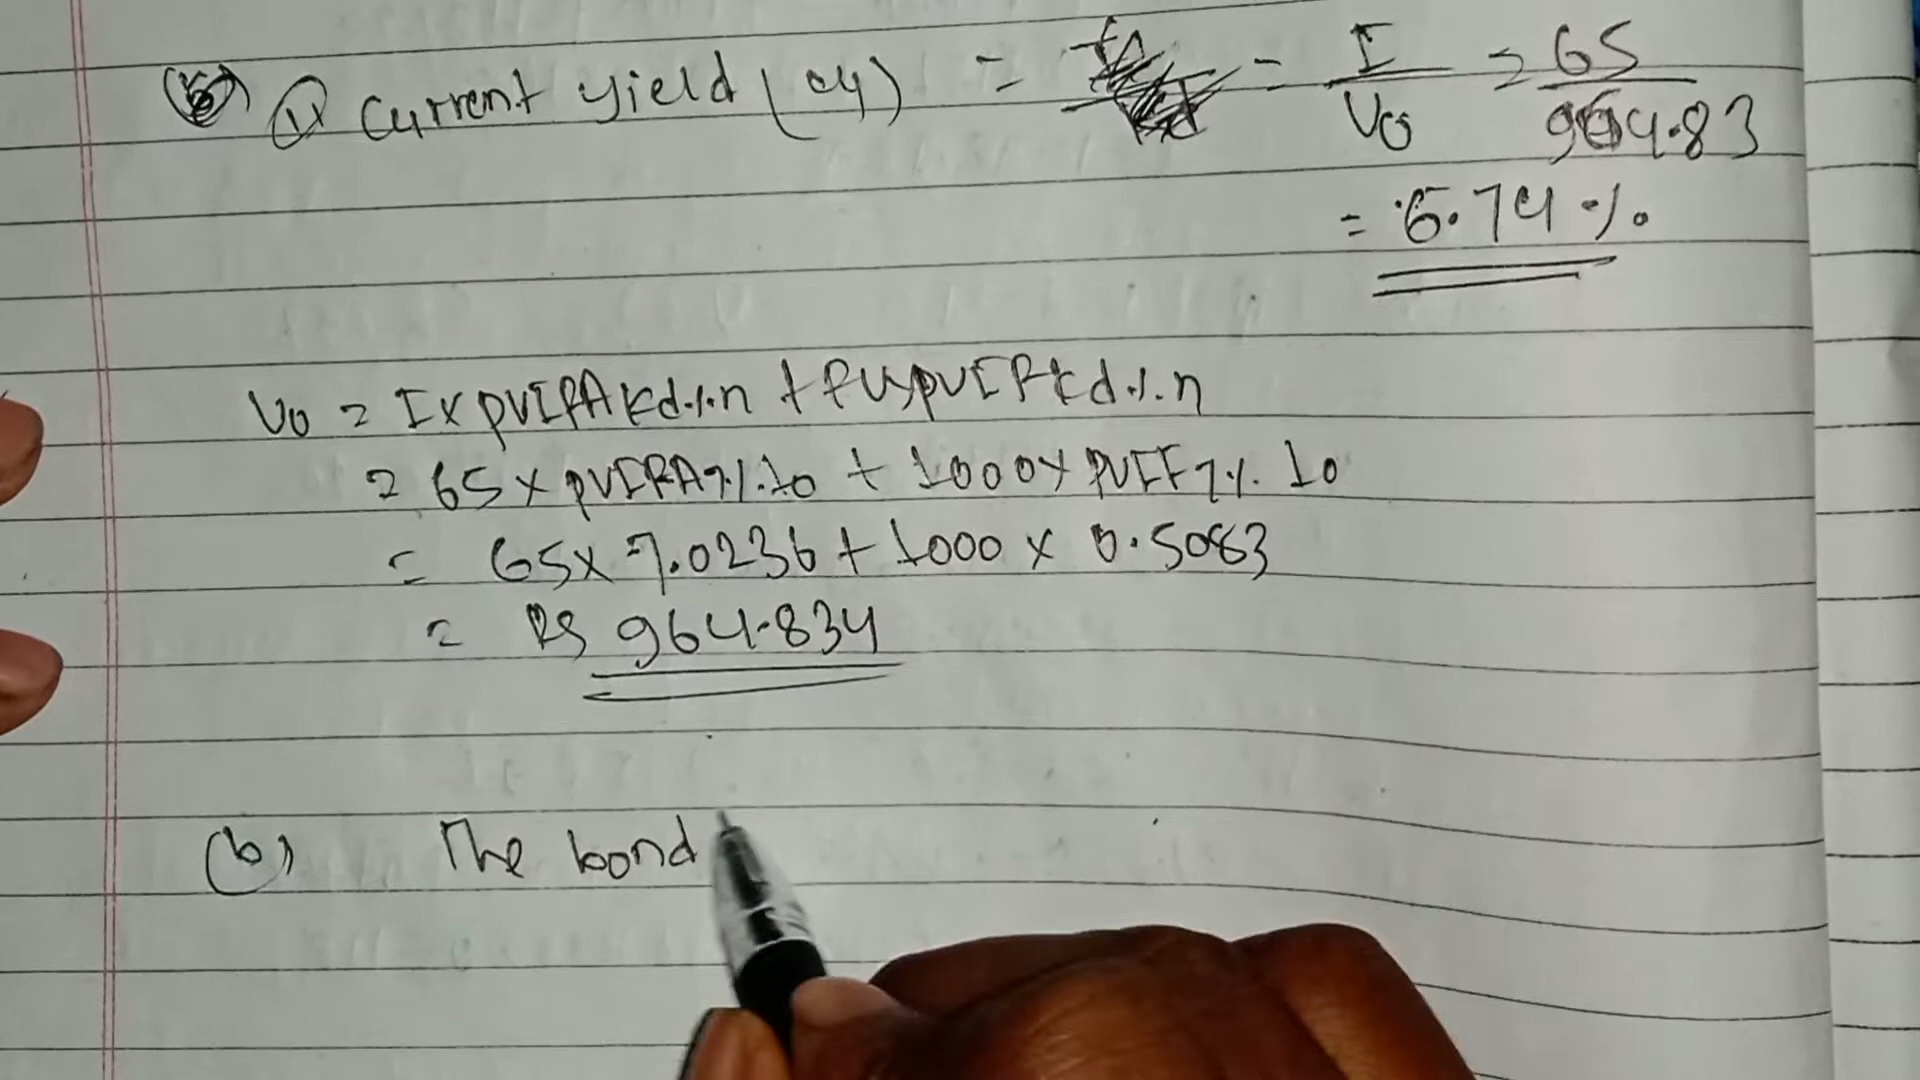 (b) (i) Current yield (cy) = = I / V0 = 65 / 964.83
= 6.74 %
V0 = I x PVIFA kd%.n + FV x PVIF kd%.n
= 65 x PVIFA 7%.10 + 1000 x PVIF 7%. 10
= 65 x 7.0236 + 1000 x 0.5083
= RS 964.834
(b) The bond